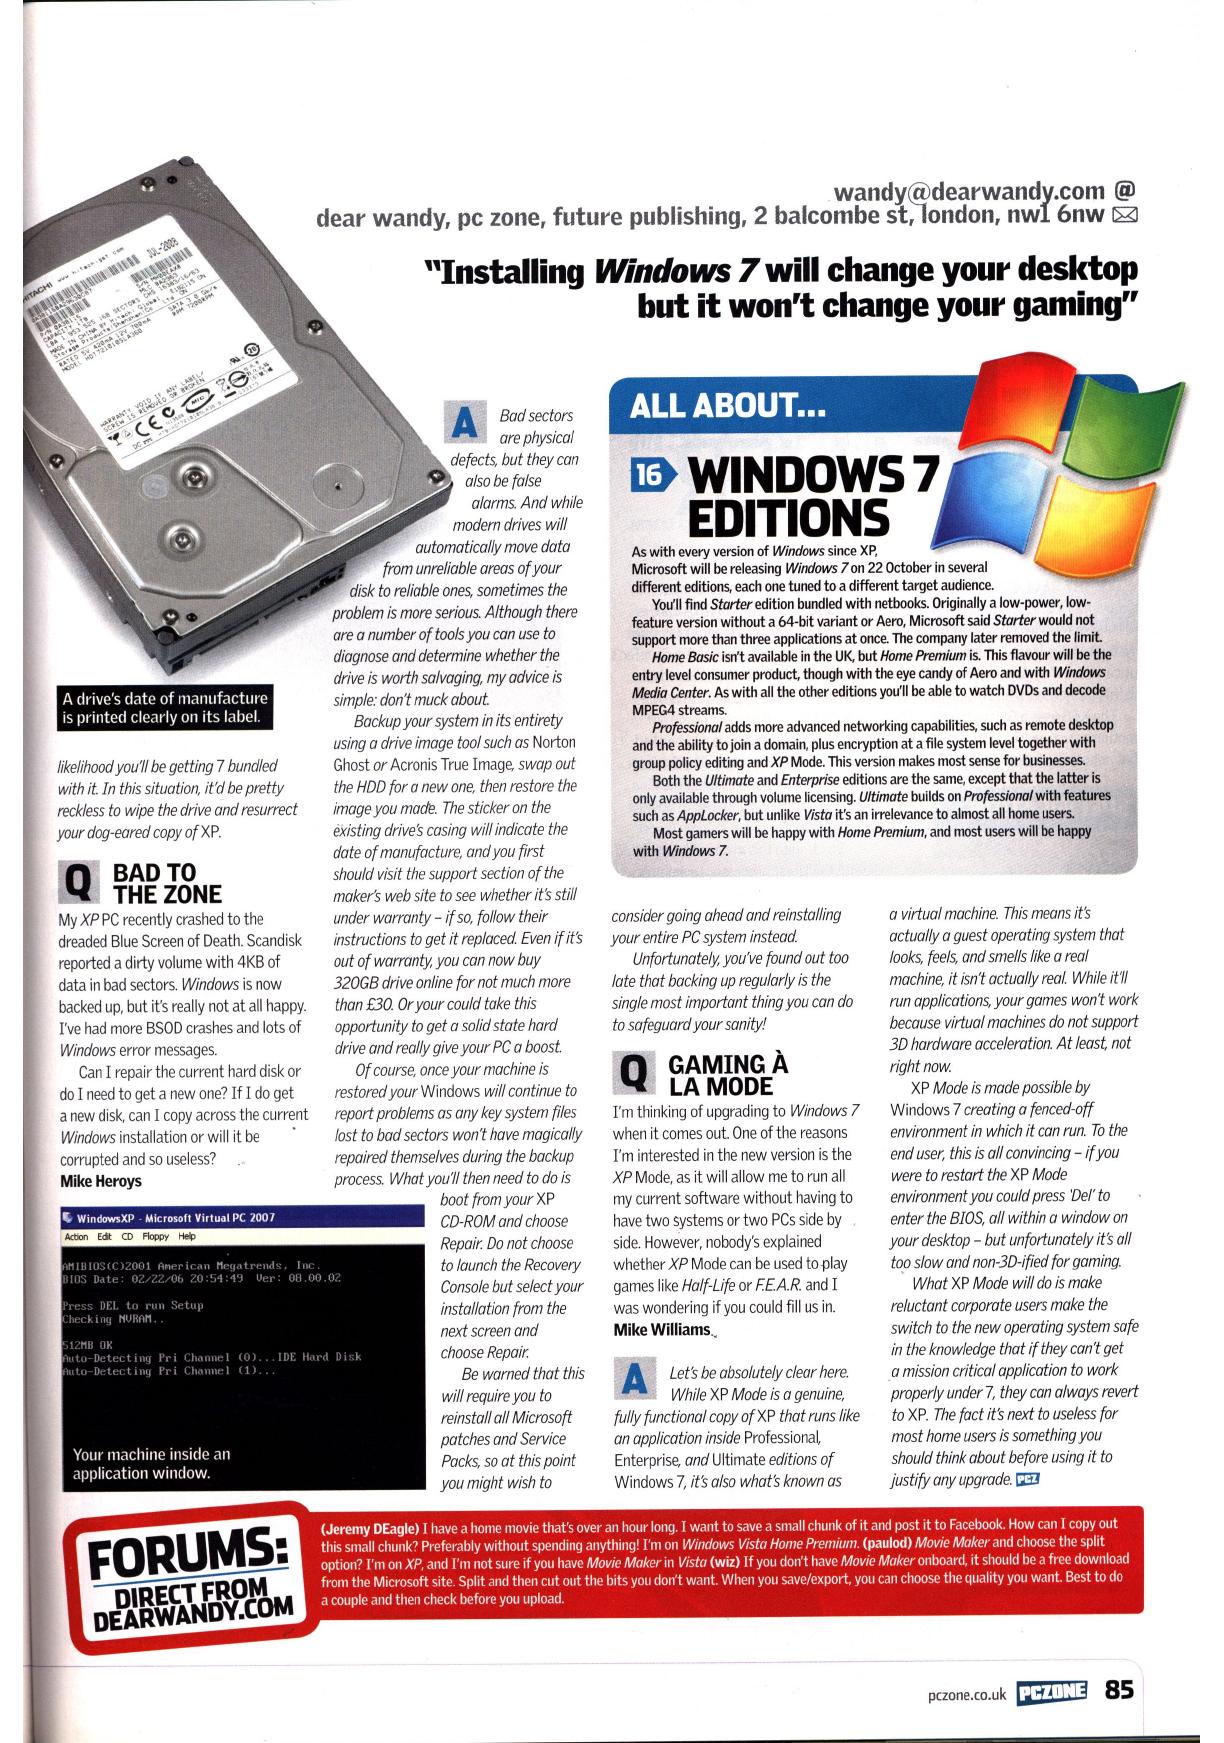 wandy@dearwandy.com @
dear wandy, pc zone, future publishing, 2 balcombe st, london, nw1 6nw
"Installing Windows 7 will change your desktop
but it won't change your gaming"
HITACHI
JUL-2008
A drive's date of manufacture
is printed clearly on its label.
likelihood you'll be getting 7 bundled
with it. In this situation, it'd be pretty
reckless to wipe the drive and resurrect
your dog-eared copy of XP.
Q BAD TO
THE ZONE
My XP PC recently crashed to the
dreaded Blue Screen of Death. Scandisk
reported a dirty volume with 4KB of
data in bad sectors. Windows is now
backed up, but it's really not at all happy.
I've had more BSOD crashes and lots of
Windows error messages.
Can I repair the current hard disk or
do I need to get a new one? If I do get
a new disk, can I copy across the current
Windows installation or will it be
corrupted and so useless?
Mike Heroys
WindowsXP - Microsoft Virtual PC 2007
Action Edit CD Floppy Help
AMIBIOS(C)2001 American Megatrends, Inc.
BIOS Date: 02/22/06 20:54:49 Ver: 08.00.02
Press DEL to run Setup
Checking NVRAM..
512MB OK
Auto-Detecting Pri Channel (0)...IDE Hard Disk
Auto-Detecting Pri Channel (1)...
Your machine inside an
application window.
A Bad sectors
are physical
defects, but they can
also be false
alarms. And while
modern drives will
automatically move data
from unreliable areas of your
disk to reliable ones, sometimes the
problem is more serious. Although there
are a number of tools you can use to
diagnose and determine whether the
drive is worth salvaging, my advice is
simple: don't muck about.
Backup your system in its entirety
using a drive image tool such as Norton
Ghost or Acronis True Image, swap out
the HDD for a new one, then restore the
image you made. The sticker on the
existing drive's casing will indicate the
date of manufacture, and you first
should visit the support section of the
maker's web site to see whether it's still
under warranty – if so, follow their
instructions to get it replaced. Even if it's
out of warranty, you can now buy
320GB drive online for not much more
than £30. Or your could take this
opportunity to get a solid state hard
drive and really give your PC a boost.
Of course, once your machine is
restored your Windows will continue to
report problems as any key system files
lost to bad sectors won't have magically
repaired themselves during the backup
process. What you'll then need to do is
boot from your XP
CD-ROM and choose
Repair. Do not choose
to launch the Recovery
Console but select your
installation from the
next screen and
choose Repair.
Be warned that this
will require you to
reinstall all Microsoft
patches and Service
Packs, so at this point
you might wish to
ALL ABOUT...
16 WINDOWS 7
EDITIONS
As with every version of Windows since XP,
Microsoft will be releasing Windows 7 on 22 October in several
different editions, each one tuned to a different target audience.
You'll find Starter edition bundled with netbooks. Originally a low-power, low-
feature version without a 64-bit variant or Aero, Microsoft said Starter would not
support more than three applications at once. The company later removed the limit.
Home Basic isn't available in the UK, but Home Premium is. This flavour will be the
entry level consumer product, though with the eye candy of Aero and with Windows
Media Center. As with all the other editions you'll be able to watch DVDs and decode
MPEG4 streams.
Professional adds more advanced networking capabilities, such as remote desktop
and the ability to join a domain, plus encryption at a file system level together with
group policy editing and XP Mode. This version makes most sense for businesses.
Both the Ultimate and Enterprise editions are the same, except that the latter is
only available through volume licensing. Ultimate builds on Professional with features
such as AppLocker, but unlike Vista it's an irrelevance to almost all home users.
Most gamers will be happy with Home Premium, and most users will be happy
with Windows 7.
consider going ahead and reinstalling
your entire PC system instead.
Unfortunately, you've found out too
late that backing up regularly is the
single most important thing you can do
to safeguard your sanity!
Q GAMING À
LA MODE
I'm thinking of upgrading to Windows 7
when it comes out. One of the reasons
I'm interested in the new version is the
XP Mode, as it will allow me to run all
my current software without having to
have two systems or two PCs side by
side. However, nobody's explained
whether XP Mode can be used to play
games like Half-Life or F.E.A.R. and I
was wondering if you could fill us in.
Mike Williams
A Let's be absolutely clear here.
While XP Mode is a genuine,
fully functional copy of XP that runs like
an application inside Professional,
Enterprise, and Ultimate editions of
Windows 7, it's also what's known as
a virtual machine. This means it's
actually a guest operating system that
looks, feels, and smells like a real
machine, it isn't actually real. While it'll
run applications, your games won't work
because virtual machines do not support
3D hardware acceleration. At least, not
right now.
XP Mode is made possible by
Windows 7 creating a fenced-off
environment in which it can run. To the
end user, this is all convincing – if you
were to restart the XP Mode
environment you could press 'Del' to
enter the BIOS, all within a window on
your desktop – but unfortunately it's all
too slow and non-3D-ified for gaming.
What XP Mode will do is make
reluctant corporate users make the
switch to the new operating system safe
in the knowledge that if they can't get
a mission critical application to work
properly under 7, they can always revert
to XP. The fact it's next to useless for
most home users is something you
should think about before using it to
justify any upgrade. PCZ
FORUMS:
DIRECT FROM
DEARWANDY.COM
(Jeremy DEagle) I have a home movie that's over an hour long. I want to save a small chunk of it and post it to Facebook. How can I copy out
this small chunk? Preferably without spending anything! I'm on Windows Vista Home Premium. (paulod) Movie Maker and choose the split
option? I'm on XP, and I'm not sure if you have Movie Maker in Vista (wiz) If you don't have Movie Maker onboard, it should be a free download
from the Microsoft site. Split and then cut out the bits you don't want. When you save/export, you can choose the quality you want. Best to do
a couple and then check before you upload.
pczone.co.uk PCZONE 85